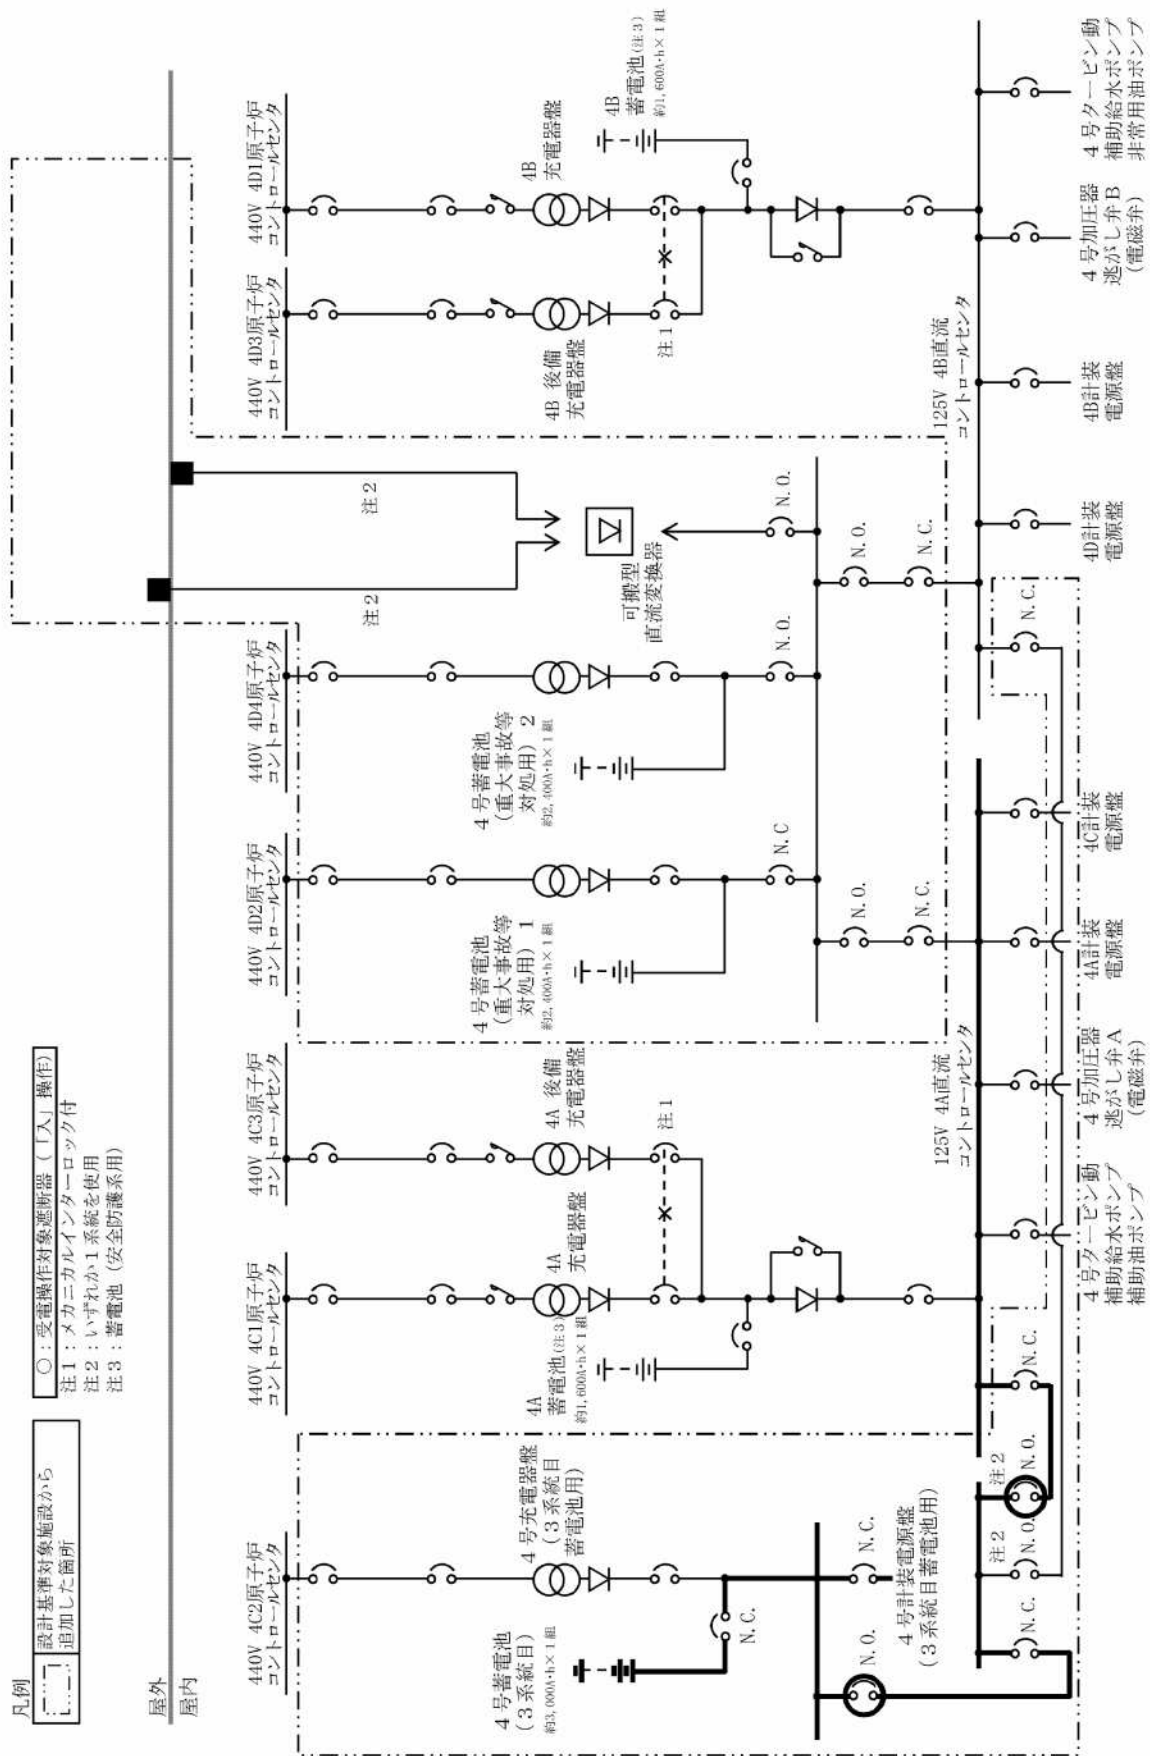 凡例
設計基準対象施設から
追加した箇所
○：受電操作対象遮断器（「入」操作）
注1：メカニカルインターロック付
注2：いずれか1系統を使用
注3：蓄電池（安全防護系用）
屋外
屋内
440V 4C2原子炉
コントロールセンタ
440V 4C1原子炉
コントロールセンタ
440V 4C3原子炉
コントロールセンタ
440V 4D2原子炉
コントロールセンタ
440V 4D4原子炉
コントロールセンタ
440V 4D3原子炉
コントロールセンタ
440V 4D1原子炉
コントロールセンタ
4号蓄電池
（3系統目）
約3,000A·h×1組
4号充電器盤
（3系統目
蓄電池用）
4A
蓄電池(注3)
約1,600A·h×1組
4A
充電器盤
4A 後備
充電器盤
注1
4号蓄電池
（重大事故等
対処用）1
約2,400A·h×1組
4号蓄電池
（重大事故等
対処用）2
約2,400A·h×1組
注2
注2
可搬型
直流変換器
4B 後備
充電器盤
注1
4B
充電器盤
4B
蓄電池(注3)
約1,600A·h×1組
N.C.
N.C
N.O.
N.O.
N.O.
N.C.
4号計装電源盤
（3系統目蓄電池用）
N.O.
N.O.
N.C.
N.O.
N.C.
125V 4A直流
コントロールセンタ
125V 4B直流
コントロールセンタ
N.C.
注2
N.O.
注2
N.O.
N.C.
N.C.
4号タービン動
補助給水ポンプ
補助油ポンプ
4号加圧器
逃がし弁A
（電磁弁）
4A計装
電源盤
4C計装
電源盤
4D計装
電源盤
4B計装
電源盤
4号加圧器
逃がし弁B
（電磁弁）
4号タービン動
補助給水ポンプ
非常用油ポンプ